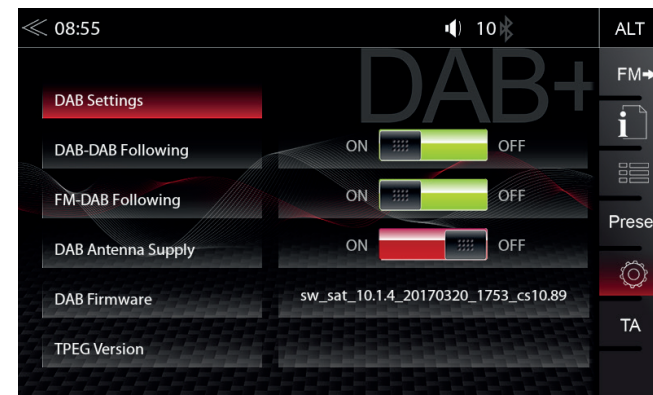 08:55
10
ALT
DAB+
FM
DAB Settings
i
DAB-DAB Following
ON
OFF
FM-DAB Following
ON
OFF
Prese
DAB Antenna Supply
ON
OFF
DAB Firmware
sw_sat_10.1.4_20170320_1753_cs10.89
TA
TPEG Version